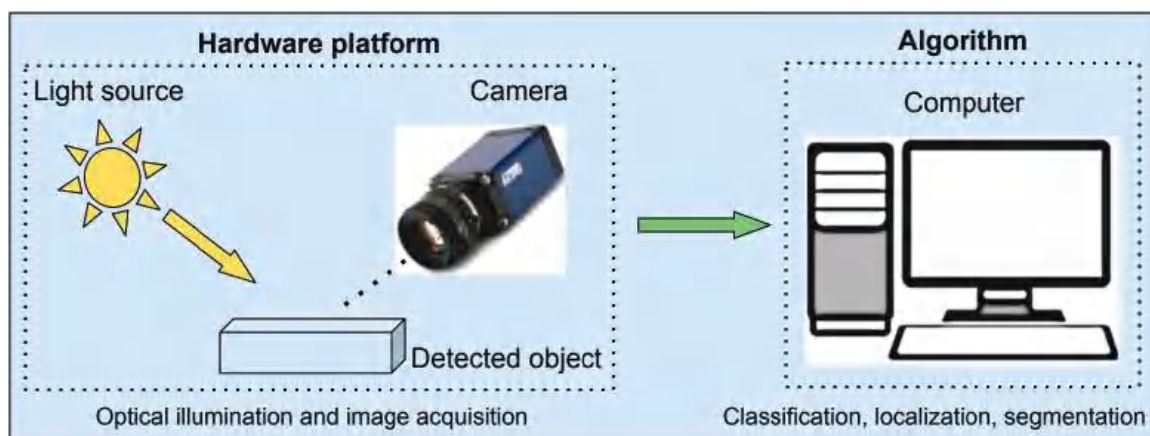 Hardware platform
Light source
Camera
Detected object
Optical illumination and image acquisition
Algorithm
Computer
Classification, localization, segmentation